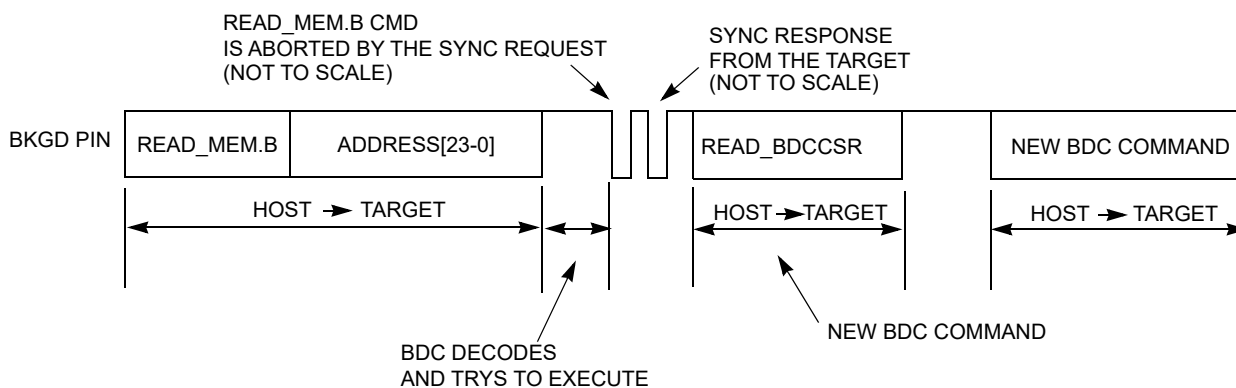 READ_MEM.B CMD
IS ABORTED BY THE SYNC REQUEST
(NOT TO SCALE)
SYNC RESPONSE
FROM THE TARGET
(NOT TO SCALE)
BKGD PIN
READ_MEM.B
ADDRESS[23-0]
READ_BDCCSR
NEW BDC COMMAND
HOST TARGET
HOST TARGET
HOST TARGET
NEW BDC COMMAND
BDC DECODES
AND TRYS TO EXECUTE